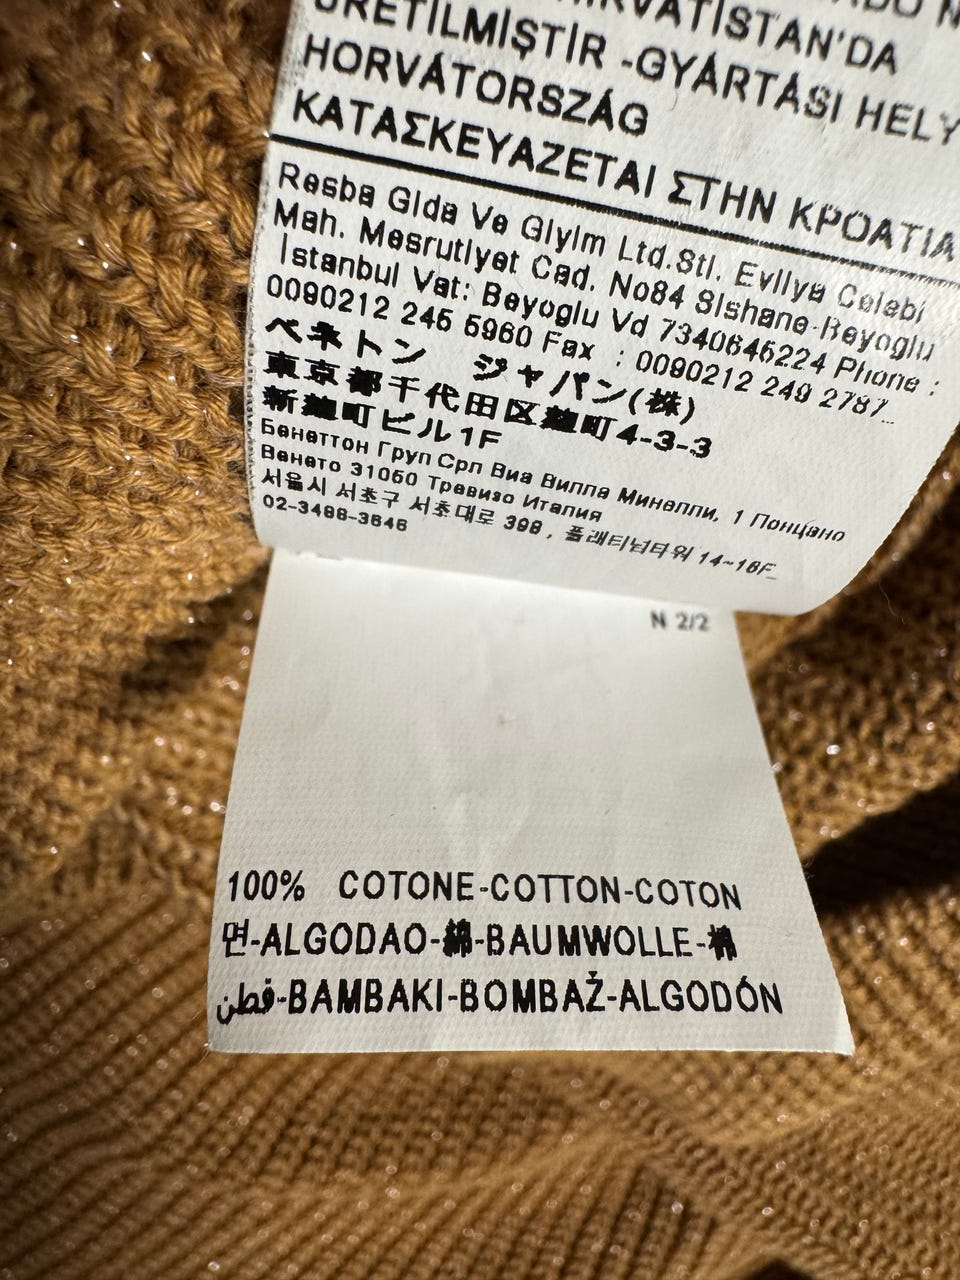 ÜRETİLMİŞTİR -GYÁRTÁSI HELY
HORVÁTORSZÁG
ΚΑΤΑΣΚΕΥΑΖΕΤΑΙ ΣΤΗΝ ΚΡΟΑΤΙΑ
Resba Gida Ve Giyim Ltd.Sti. Evliya Celebi
Mah. Mesrutiyet Cad. No84 Sishane-Beyoglu
İstanbul Vat: Beyoglu Vd 7340645224 Phone :
0090212 245 5960 Fax : 0090212 249 2787
ベネトン ジャパン(株)
東京都千代田区麹町4-3-3
新麹町ビル1F
Бенеттон Груп Срл Виа Вилла Минелли, 1 Понцано
Венето 31050 Тревизо Италия
서울시 서초구 서초대로 398, 플래티넘타워 14~16F
02-3488-3646
N 2/2
100% COTONE-COTTON-COTON
면-ALGODAO-綿-BAUMWOLLE-棉
قطن-BAMBAKI-BOMBAŽ-ALGODÓN